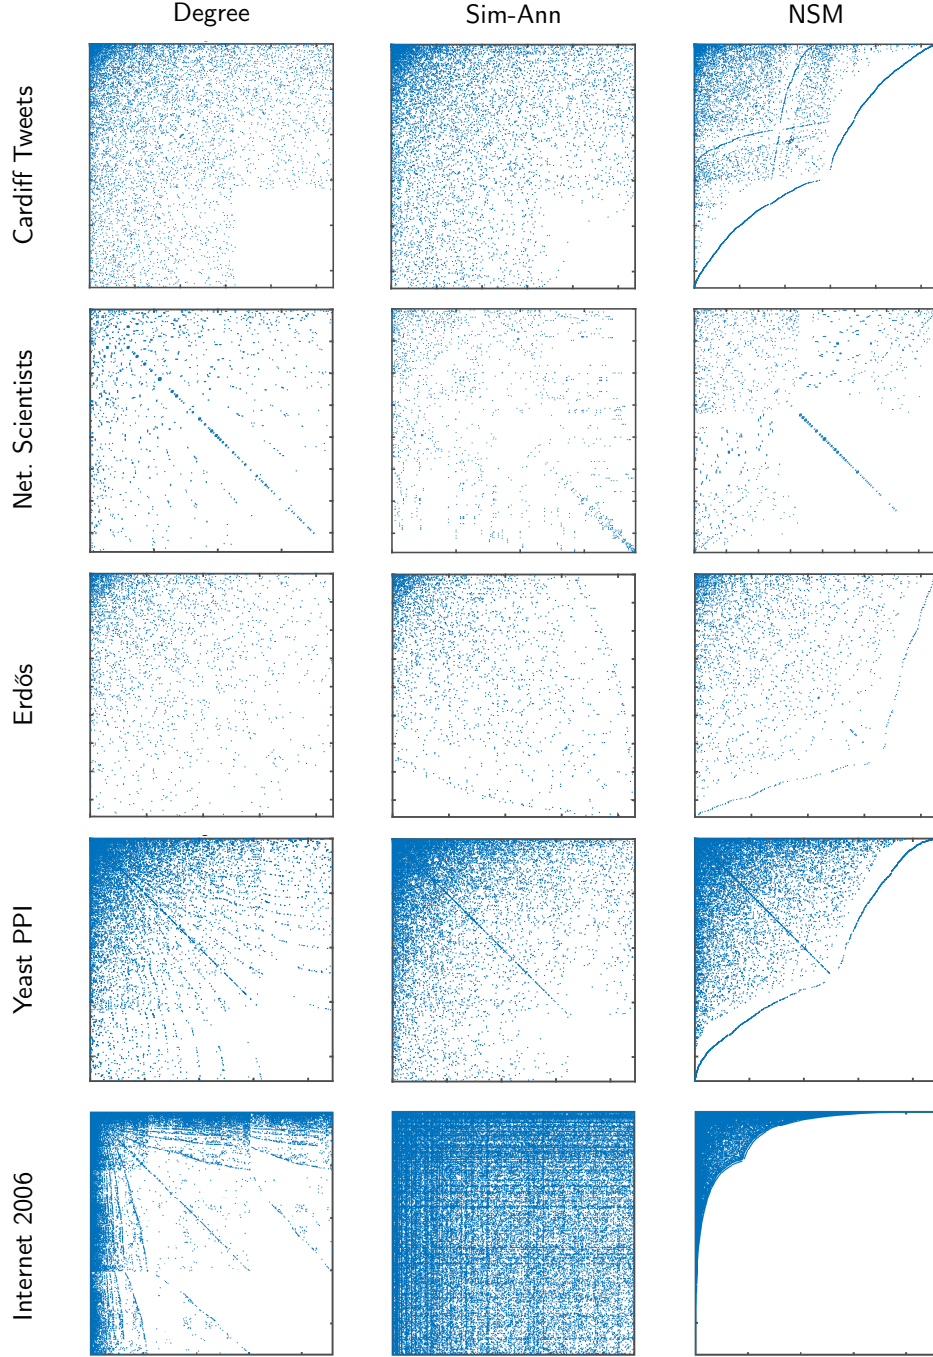 Degree
Sim-Ann
NSM
Cardiff Tweets
Net. Scientists
Erdős
Yeast PPI
Internet 2006